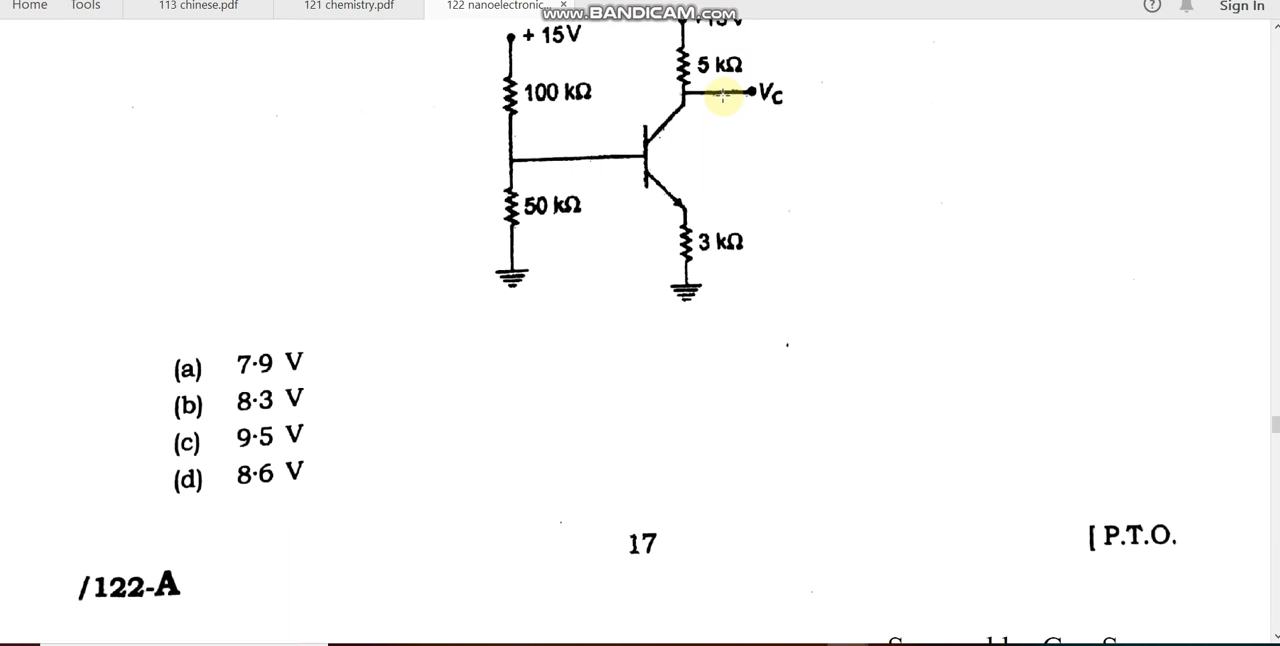 Home Tools 113 chinese.pdf 121 chemistry.pdf 122 nanoelectronic... × Sign In
www.BANDICAM.com
+ 15V
+ 15V
5 kΩ
100 kΩ
VC
50 kΩ
3 kΩ
(a) 7·9 V
(b) 8·3 V
(c) 9·5 V
(d) 8·6 V
17
[ P.T.O.
/122-A